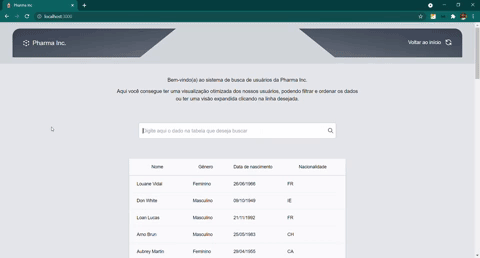 Pharma Inc.
localhost:3000
Pharma Inc.
Voltar ao início
Bem-vindo(a) ao sistema de busca de usuários da Pharma Inc.
Aqui você consegue ter uma visualização otimizada dos nossos usuários, podendo filtrar e ordenar os dados
ou ter uma visão expandida clicando na linha desejada.
Digite aqui o dado na tabela que deseja buscar
Nome Gênero Data de nascimento Nacionalidade
Louane Vidal Feminino 26/06/1966 FR
Don White Masculino 09/10/1949 IE
Loan Lucas Masculino 21/11/1992 FR
Arno Brun Masculino 20/05/1983 CH
Aubrey Martin Feminino 29/04/1955 CA